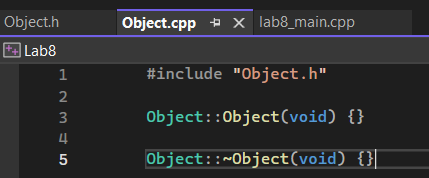 Object.h Object.cpp lab8_main.cpp
Lab8
1 #include "Object.h"
2
3 Object::Object(void) {}
4
5 Object::~Object(void) {}